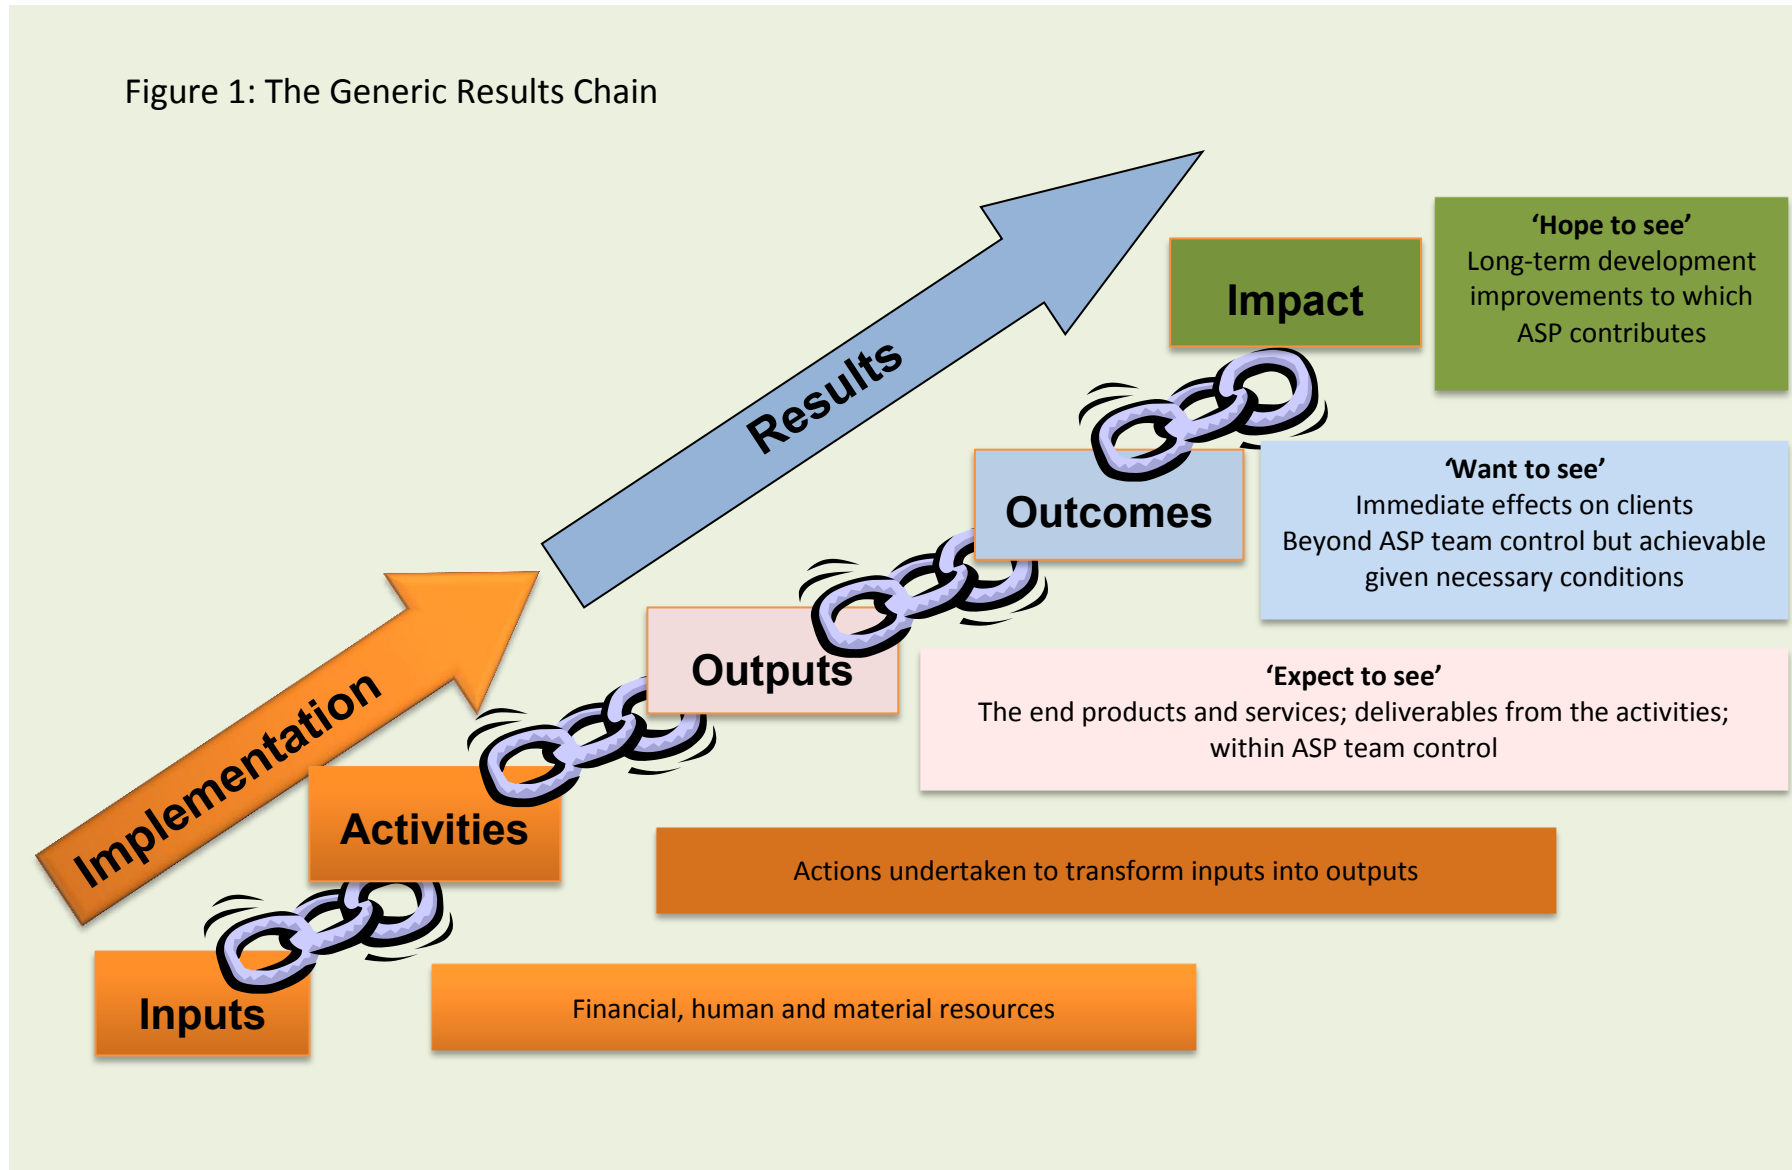 Figure 1: The Generic Results Chain
‘Hope to see’
Long-term development
improvements to which
ASP contributes
Impact
Results
‘Want to see’
Immediate effects on clients
Beyond ASP team control but achievable
given necessary conditions
Outcomes
‘Expect to see’
The end products and services; deliverables from the activities;
within ASP team control
Outputs
Implementation
Activities
Actions undertaken to transform inputs into outputs
Inputs
Financial, human and material resources